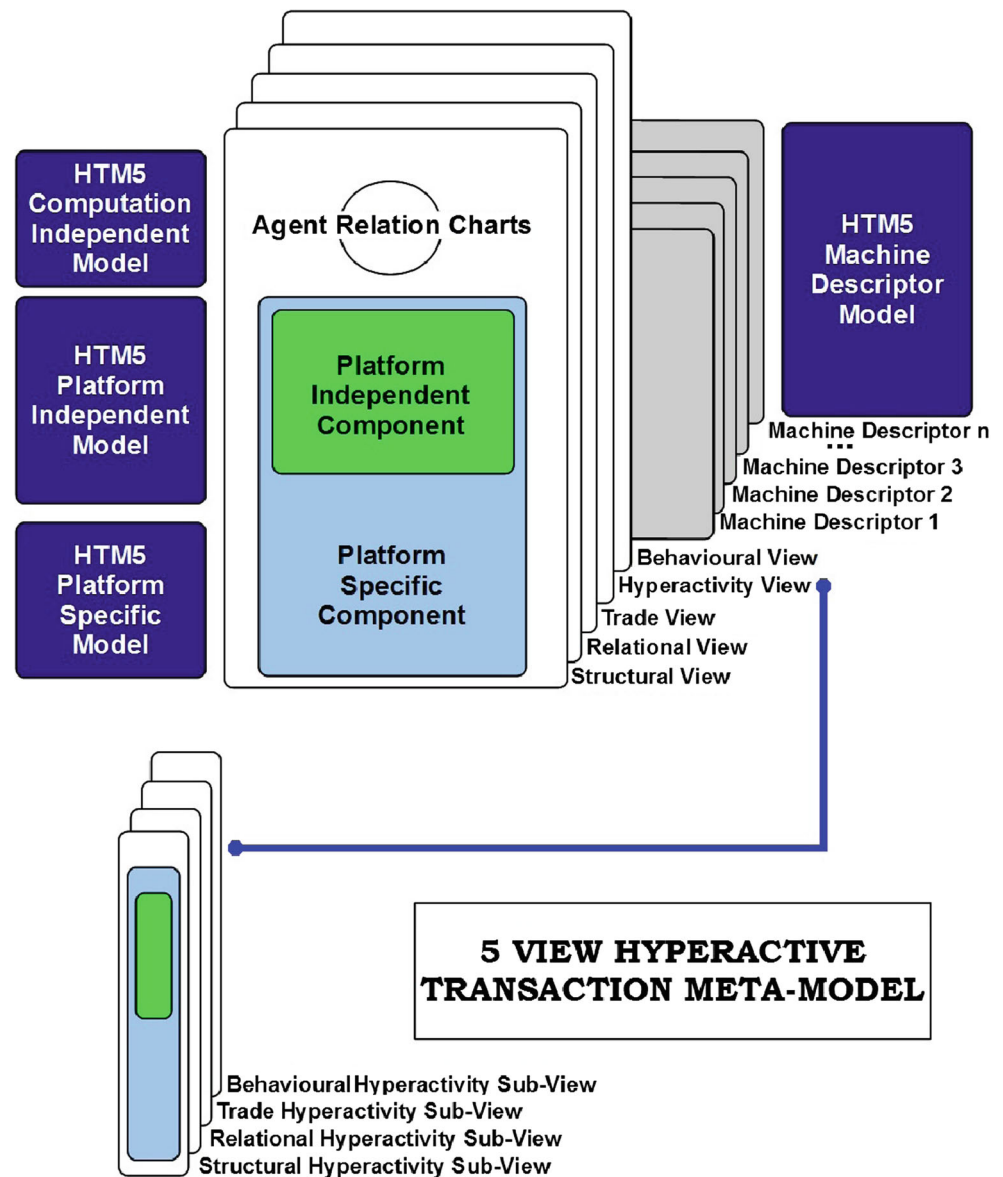 HTM5
Computation
Independent
Model
HTM5
Platform
Independent
Model
HTM5
Platform
Specific
Model
Agent Relation Charts
Platform
Independent
Component
Platform
Specific
Component
HTM5
Machine
Descriptor
Model
Machine Descriptor n
...
Machine Descriptor 3
Machine Descriptor 2
Machine Descriptor 1
Behavioural View
Hyperactivity View
Trade View
Relational View
Structural View
5 VIEW HYPERACTIVE
TRANSACTION META-MODEL
Behavioural Hyperactivity Sub-View
Trade Hyperactivity Sub-View
Relational Hyperactivity Sub-View
Structural Hyperactivity Sub-View